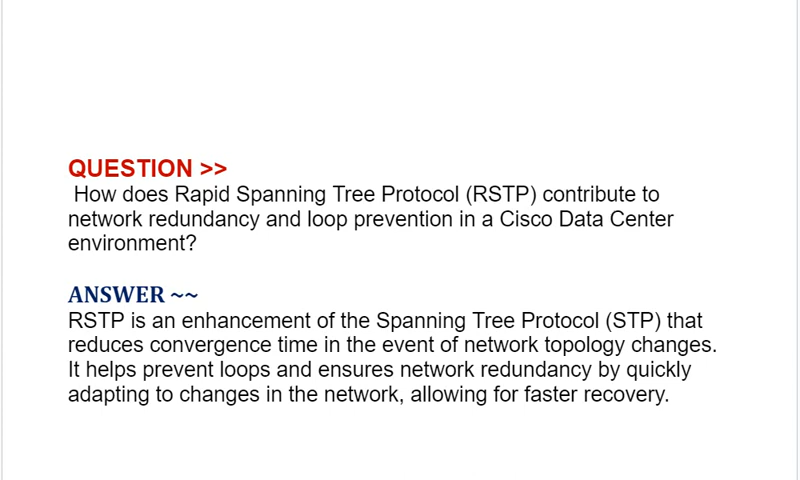 QUESTION >>
How does Rapid Spanning Tree Protocol (RSTP) contribute to
network redundancy and loop prevention in a Cisco Data Center
environment?
ANSWER ~~
RSTP is an enhancement of the Spanning Tree Protocol (STP) that
reduces convergence time in the event of network topology changes.
It helps prevent loops and ensures network redundancy by quickly
adapting to changes in the network, allowing for faster recovery.